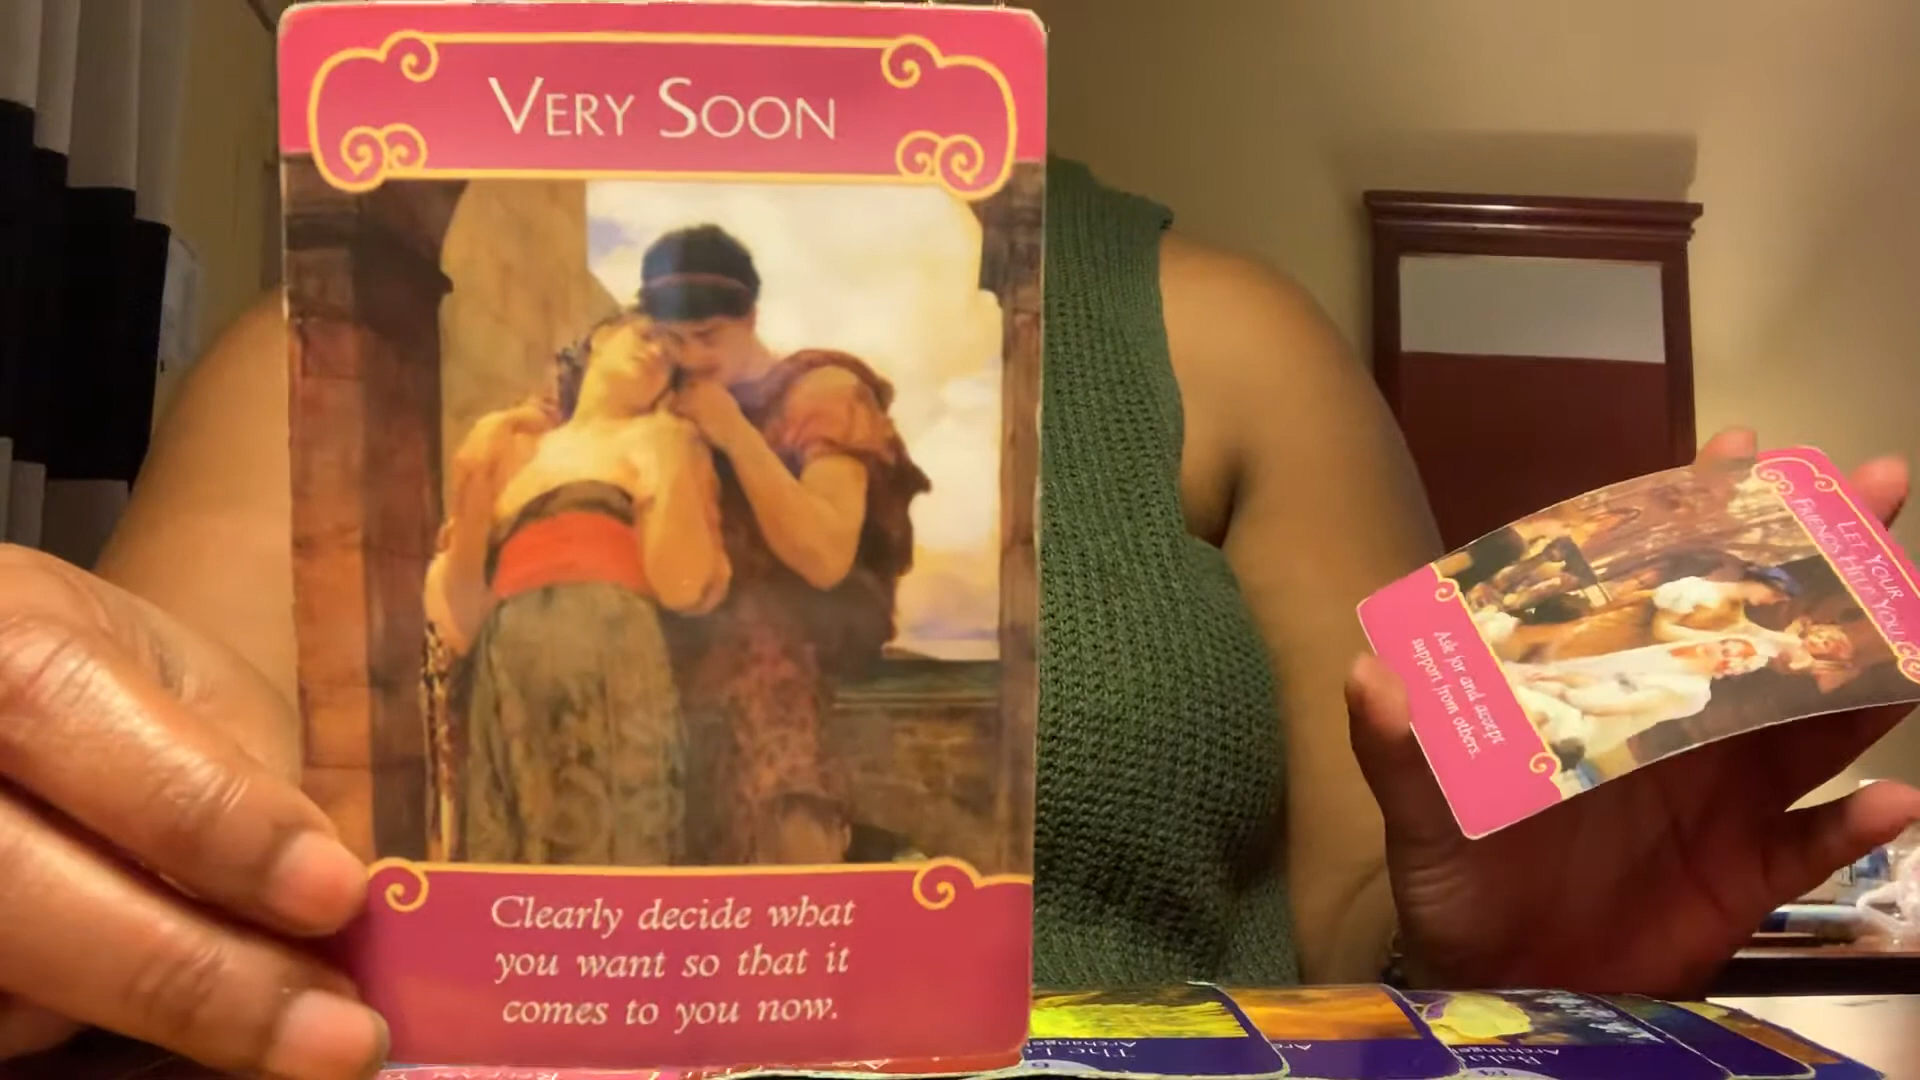 VERY SOON
Clearly decide what
you want so that it
comes to you now.
LET YOUR
FRIENDS HELP YOU
Ask for and accept
support from others.
Archangel